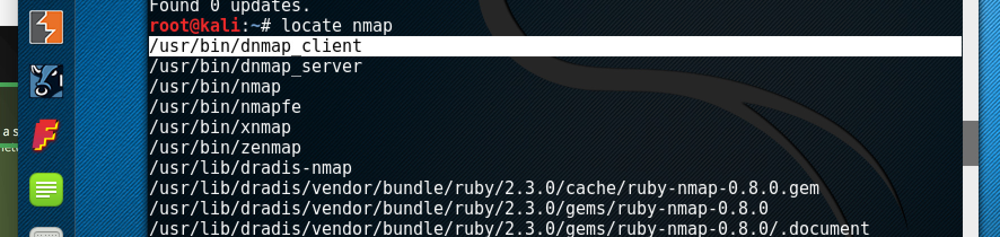 Found 0 updates.
root@kali:~# locate nmap
/usr/bin/dnmap_client
/usr/bin/dnmap_server
/usr/bin/nmap
/usr/bin/nmapfe
/usr/bin/xnmap
/usr/bin/zenmap
/usr/lib/dradis-nmap
/usr/lib/dradis/vendor/bundle/ruby/2.3.0/cache/ruby-nmap-0.8.0.gem
/usr/lib/dradis/vendor/bundle/ruby/2.3.0/gems/ruby-nmap-0.8.0
/usr/lib/dradis/vendor/bundle/ruby/2.3.0/gems/ruby-nmap-0.8.0/.document
a